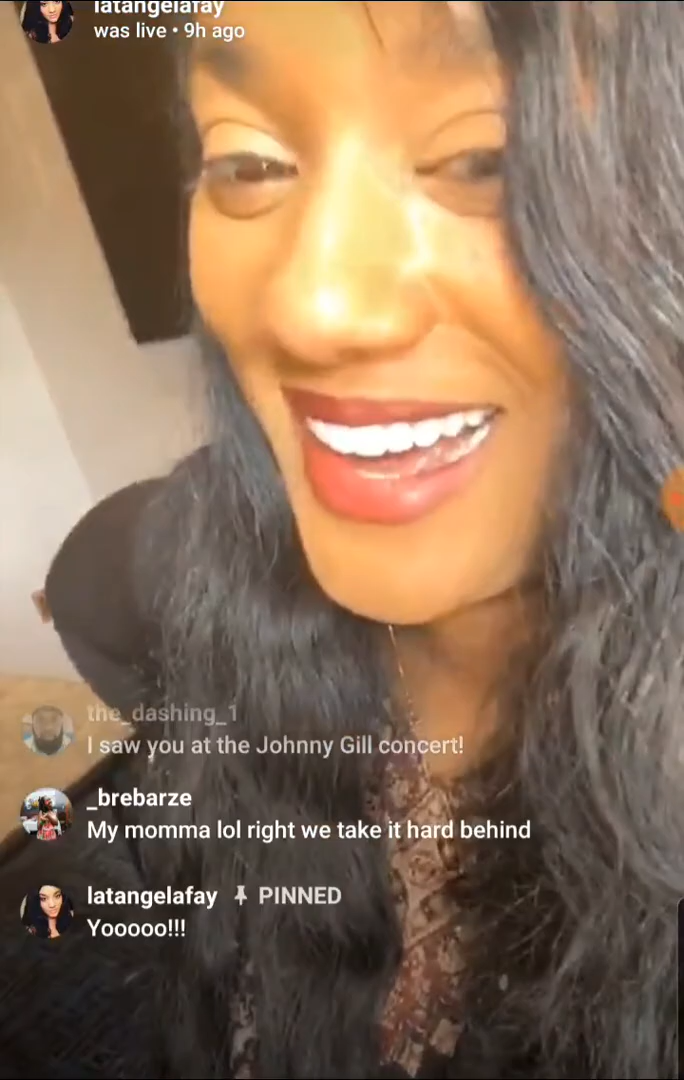 latangelafay
was live • 9h ago
the_dashing_1
I saw you at the Johnny Gill concert!
_brebarze
My momma lol right we take it hard behind
latangelafay PINNED
Yooooo!!!